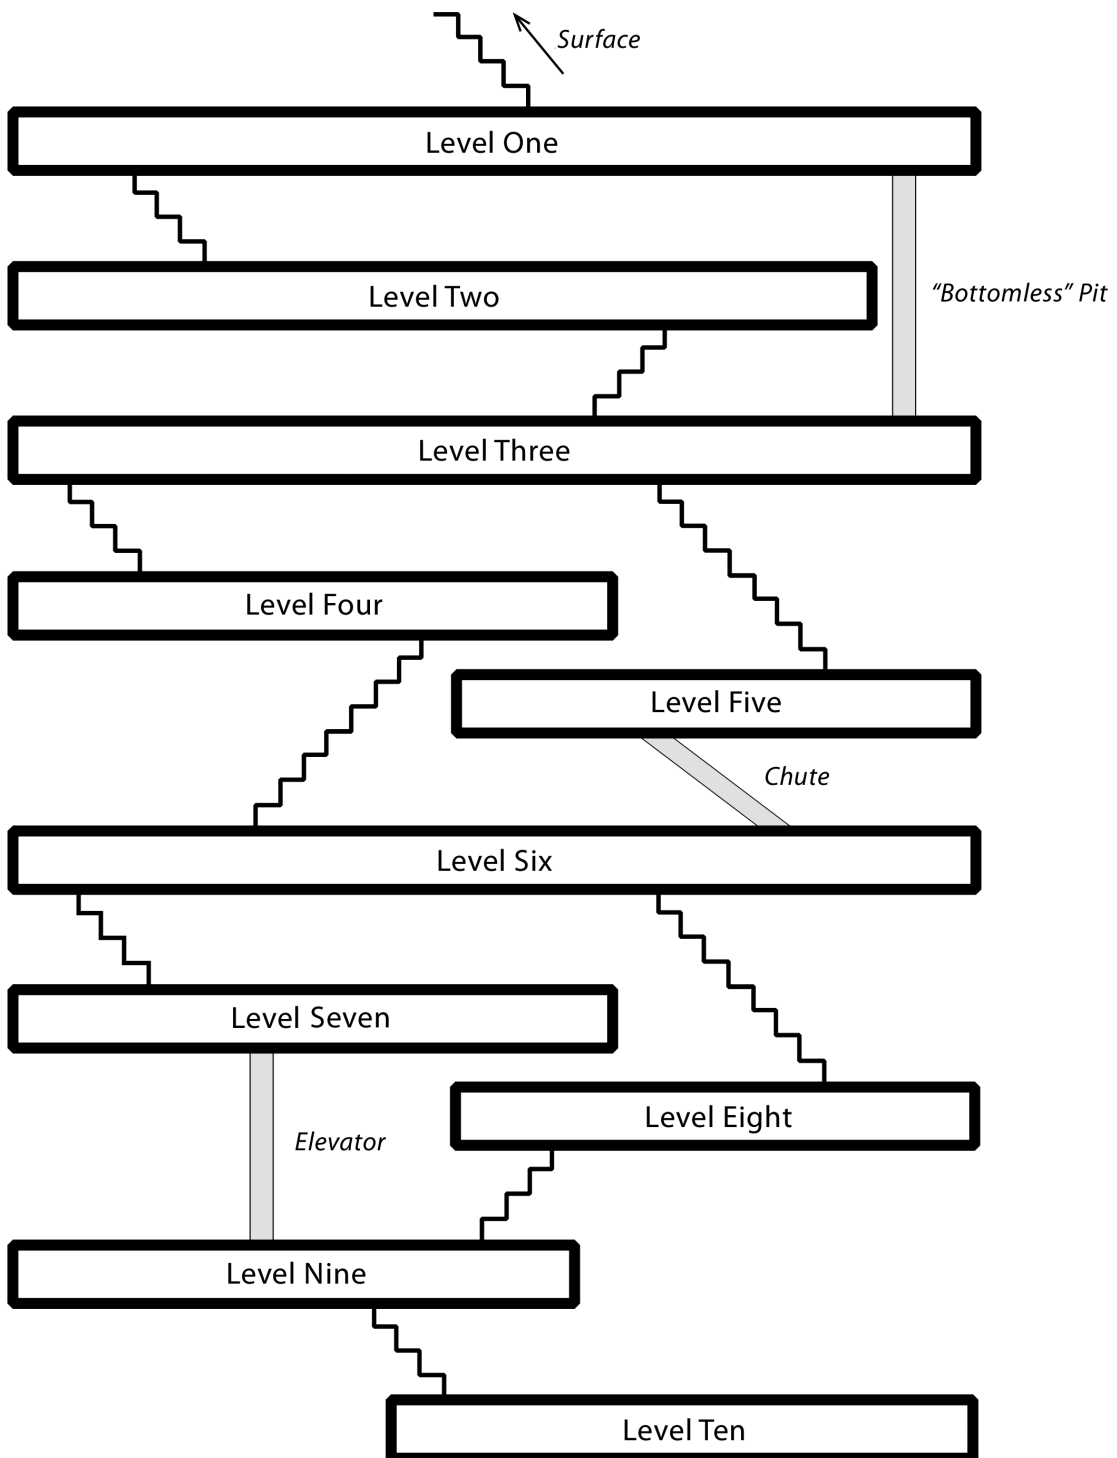 Surface
Level One
Level Two
“Bottomless” Pit
Level Three
Level Four
Level Five
Chute
Level Six
Level Seven
Level Eight
Elevator
Level Nine
Level Ten